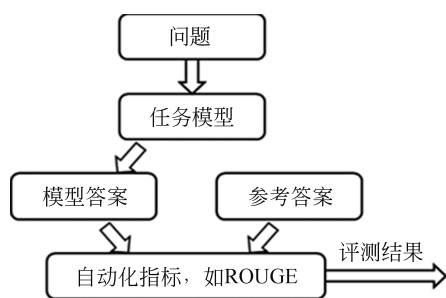 问题
任务模型
模型答案
参考答案
评测结果
自动化指标，如ROUGE